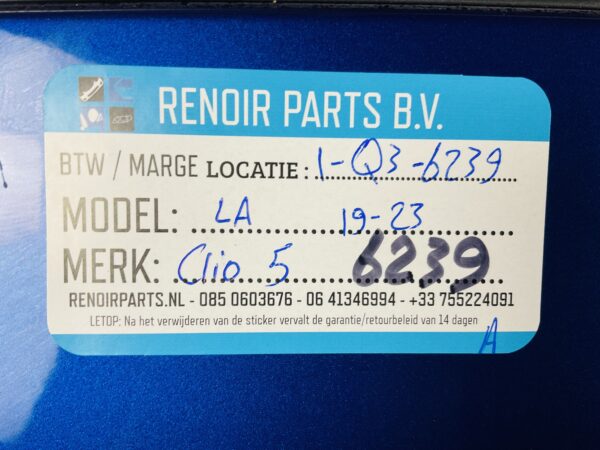 RENOIR PARTS B.V.
BTW / MARGE LOCATIE: 1-Q3-6239
MODEL: LA 19-23
MERK: Clio 5 6239
RENOIRPARTS.NL - 085 0603676 - 06 41346994 - +33 755224091
LETOP: Na het verwijderen van de sticker vervalt de garantie/retourbeleid van 14 dagen
A